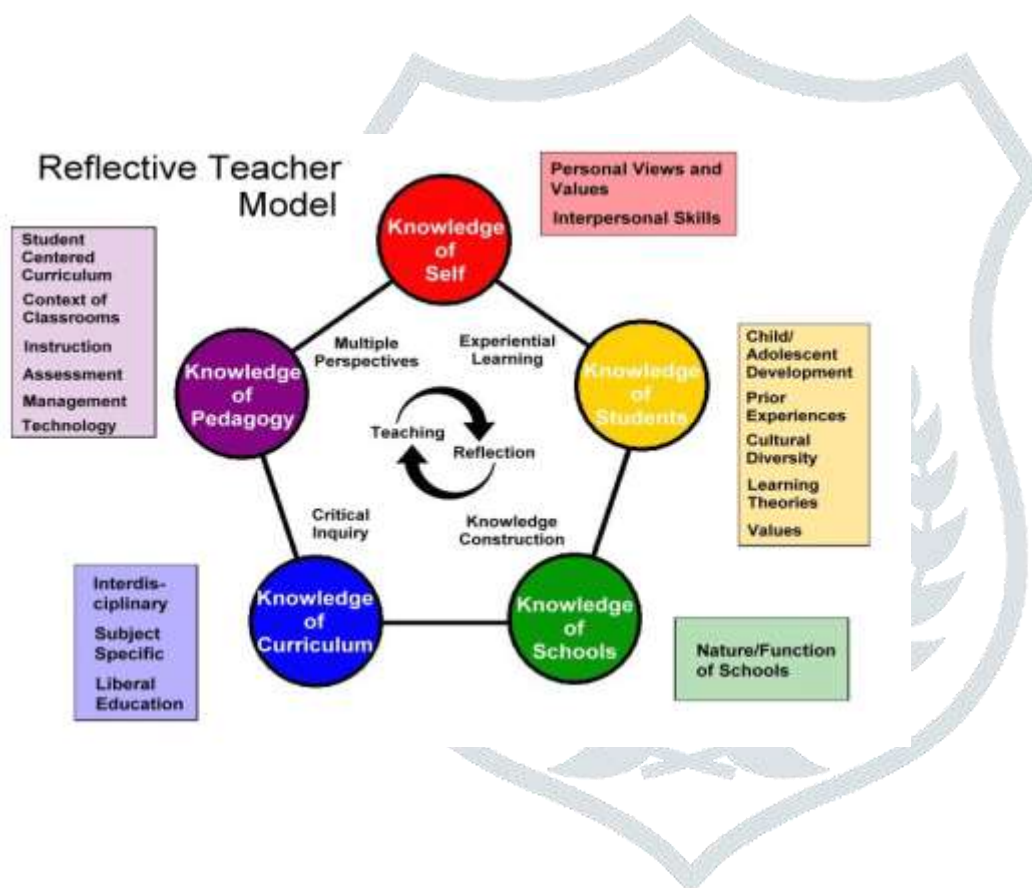 Reflective Teacher
Model
Knowledge
of
Self
Personal Views and
Values
Interpersonal Skills
Student
Centered
Curriculum
Context of
Classrooms
Instruction
Assessment
Management
Technology
Knowledge
of
Pedagogy
Multiple
Perspectives
Experiential
Learning
Knowledge
of
Students
Child/
Adolescent
Development
Prior
Experiences
Cultural
Diversity
Learning
Theories
Values
Teaching
Reflection
Critical
Inquiry
Knowledge
Construction
Interdis-
ciplinary
Subject
Specific
Liberal
Education
Knowledge
of
Curriculum
Knowledge
of
Schools
Nature/Function
of Schools